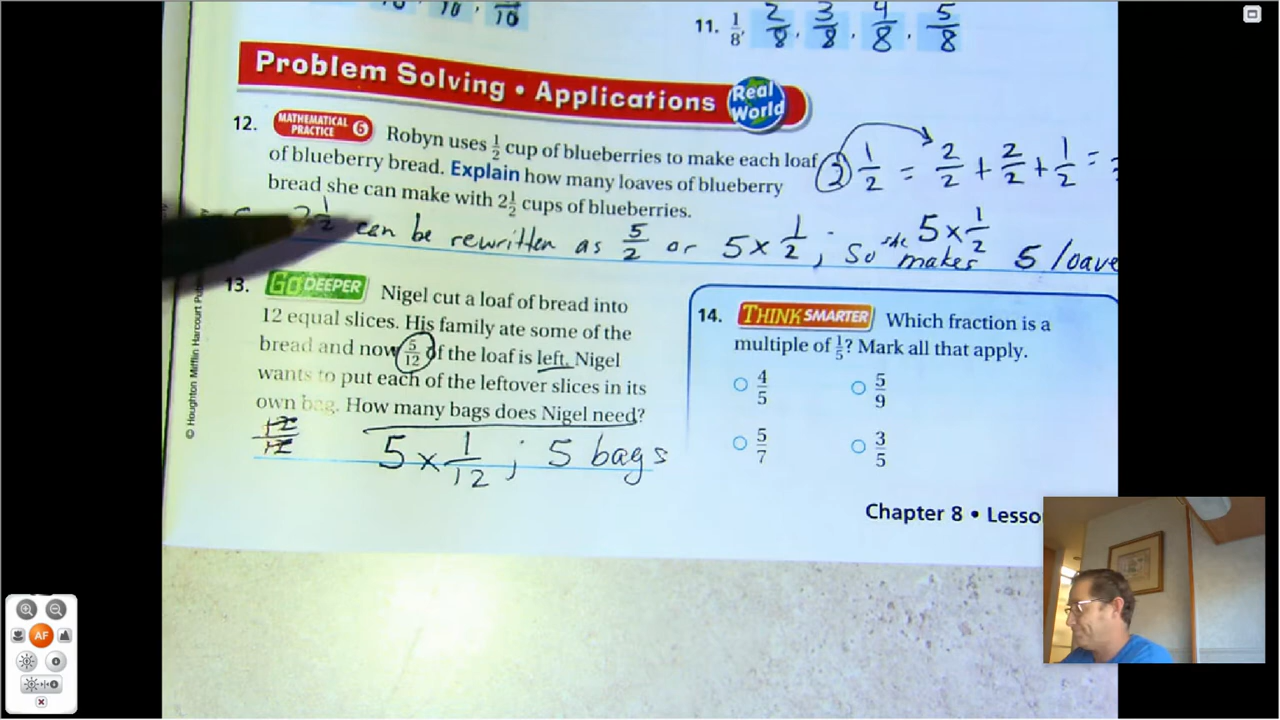 10, 10, 10
11. 1/8, 2/8, 3/8, 4/8, 5/8
Problem Solving • Applications Real World
12. MATHEMATICAL PRACTICE 6 Robyn uses 1/2 cup of blueberries to make each loaf
of blueberry bread. Explain how many loaves of blueberry
bread she can make with 2 1/2 cups of blueberries.
2 1/2 = 2/2 + 2/2 + 1/2 =
5 × 1/2
2 1/2 can be rewritten as 5/2 or 5 × 1/2; So she makes 5 loave
13. GO DEEPER Nigel cut a loaf of bread into
12 equal slices. His family ate some of the
bread and now 5/12 of the loaf is left. Nigel
wants to put each of the leftover slices in its
own bag. How many bags does Nigel need?
12/12 5 × 1/12; 5 bags
14. THINK SMARTER Which fraction is a
multiple of 1/5? Mark all that apply.
4/5 5/9
5/7 3/5
Chapter 8 • Lesso
© Houghton Mifflin Harcourt Pub
AF